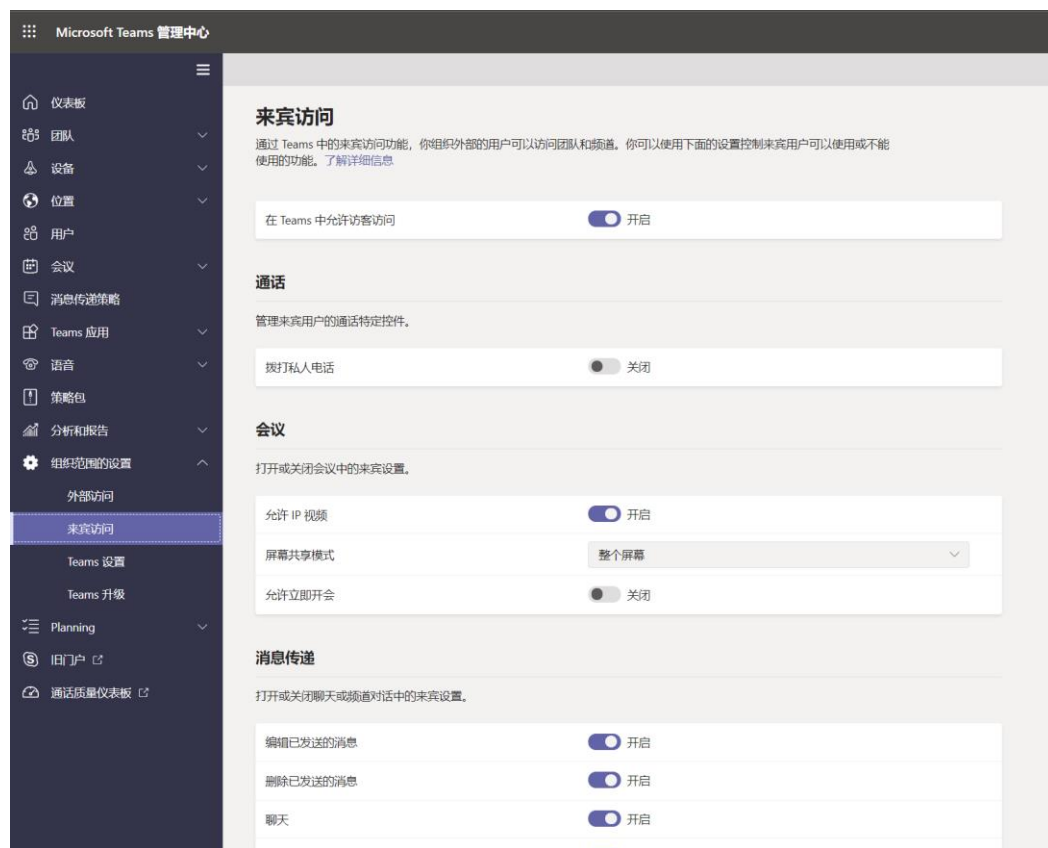 Microsoft Teams 管理中心
仪表板
团队
设备
位置
用户
会议
消息传递策略
Teams 应用
语音
策略包
分析和报告
组织范围的设置
外部访问
来宾访问
Teams 设置
Teams 升级
Planning
旧门户
通话质量仪表板
来宾访问
通过 Teams 中的来宾访问功能，你组织外部的用户可以访问团队和频道。你可以使用下面的设置控制来宾用户可以使用或不能
使用的功能。了解详细信息
在 Teams 中允许访客访问 开启
通话
管理来宾用户的通话特定控件。
拨打私人电话 关闭
会议
打开或关闭会议中的来宾设置。
允许 IP 视频 开启
屏幕共享模式 整个屏幕
允许立即开会 关闭
消息传递
打开或关闭聊天或频道对话中的来宾设置。
编辑已发送的消息 开启
删除已发送的消息 开启
聊天 开启